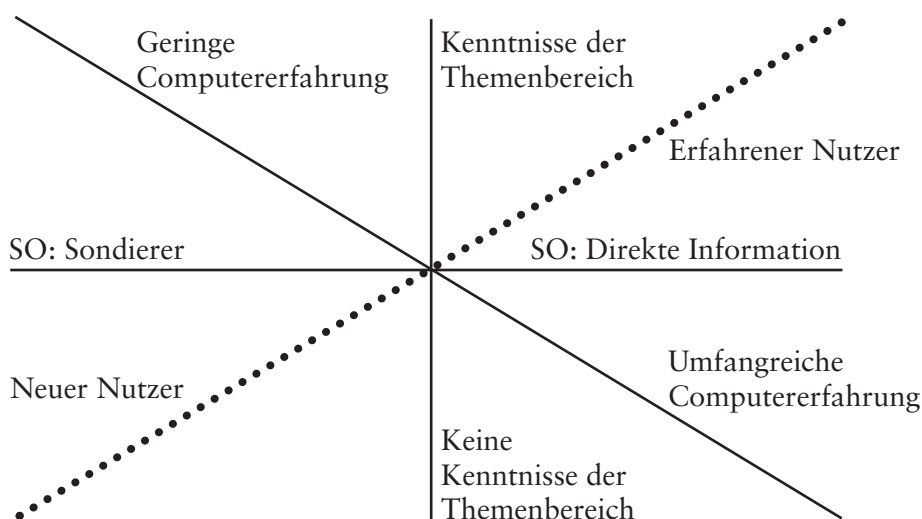 Geringe
Computererfahrung
Kenntnisse der
Themenbereich
Erfahrener Nutzer
SO: Sondierer
SO: Direkte Information
Neuer Nutzer
Umfangreiche
Computererfahrung
Keine
Kenntnisse der
Themenbereich